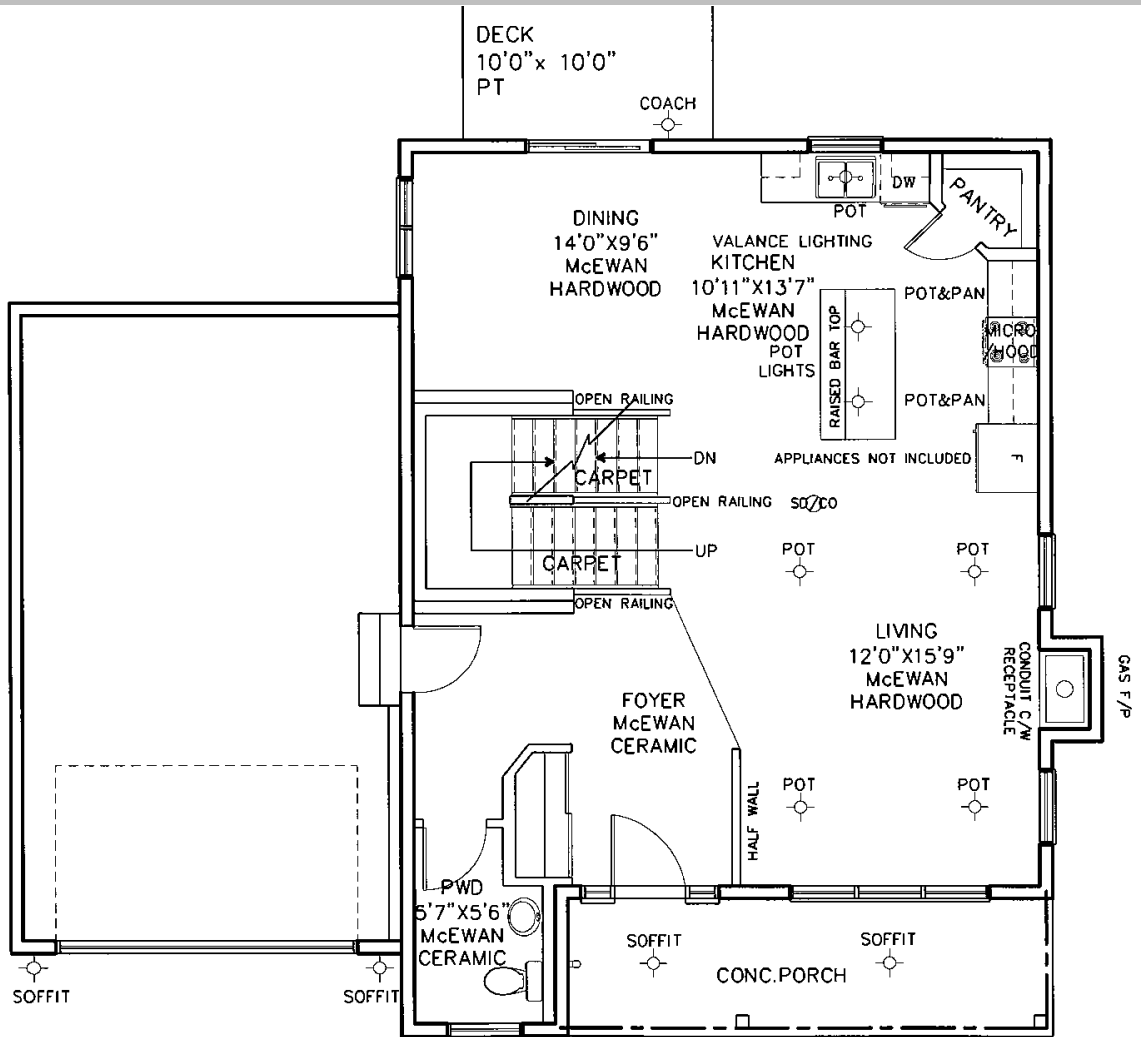 DECK
10'0"x 10'0"
PT
COACH
DW
POT
PANTRY
DINING
14'0"X9'6"
McEWAN
HARDWOOD
VALANCE LIGHTING
KITCHEN
10'11"X13'7"
McEWAN
HARDWOOD
POT
LIGHTS
RAISED BAR TOP
POT&PAN
MICRO
/HOOD
POT&PAN
F
APPLIANCES NOT INCLUDED
OPEN RAILING
DN
CARPET
OPEN RAILING
SD/CO
UP
CARPET
OPEN RAILING
POT
POT
LIVING
12'0"X15'9"
McEWAN
HARDWOOD
CONDUIT C/W
RECEPTACLE
GAS F/P
FOYER
McEWAN
CERAMIC
POT
POT
HALF WALL
PWD
5'7"X5'6"
McEWAN
CERAMIC
SOFFIT
SOFFIT
CONC.PORCH
SOFFIT
SOFFIT